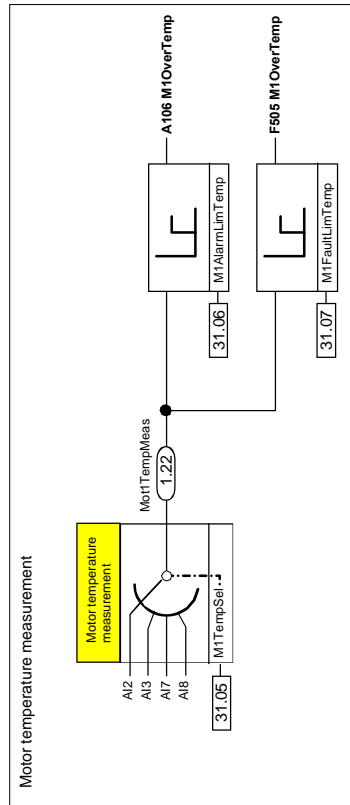 Motor temperature measurement
Motor temperature
measurement
AI2
AI3
AI7
AI8
M1TempSel
31.05
Mot1TempMeas
1.22
M1AlarmLimTemp
31.06
A106 M1OverTemp
M1FaultLimTemp
31.07
F505 M1OverTemp